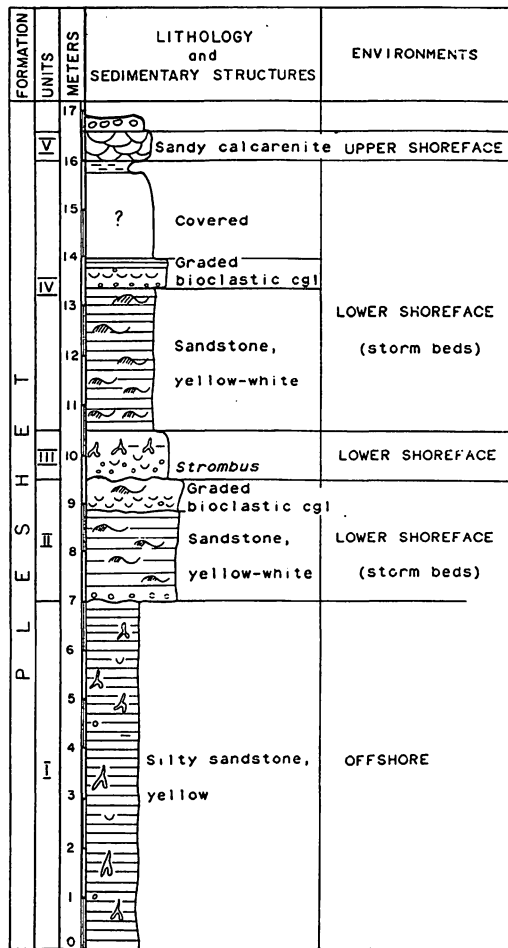 FORMATION
UNITS
METERS
LITHOLOGY
and
SEDIMENTARY STRUCTURES
ENVIRONMENTS
17
V
Sandy calcarenite
UPPER SHOREFACE
16
15
?
Covered
14
Graded
bioclastic cgl
IV
13
LOWER SHOREFACE
(storm beds)
12
Sandstone,
yellow-white
11
III
10
LOWER SHOREFACE
Strombus
9
Graded
bioclastic cgl
II
8
Sandstone,
yellow-white
LOWER SHOREFACE
(storm beds)
7
6
5
4
I
Silty sandstone,
yellow
OFFSHORE
3
2
1
0
PLESHET